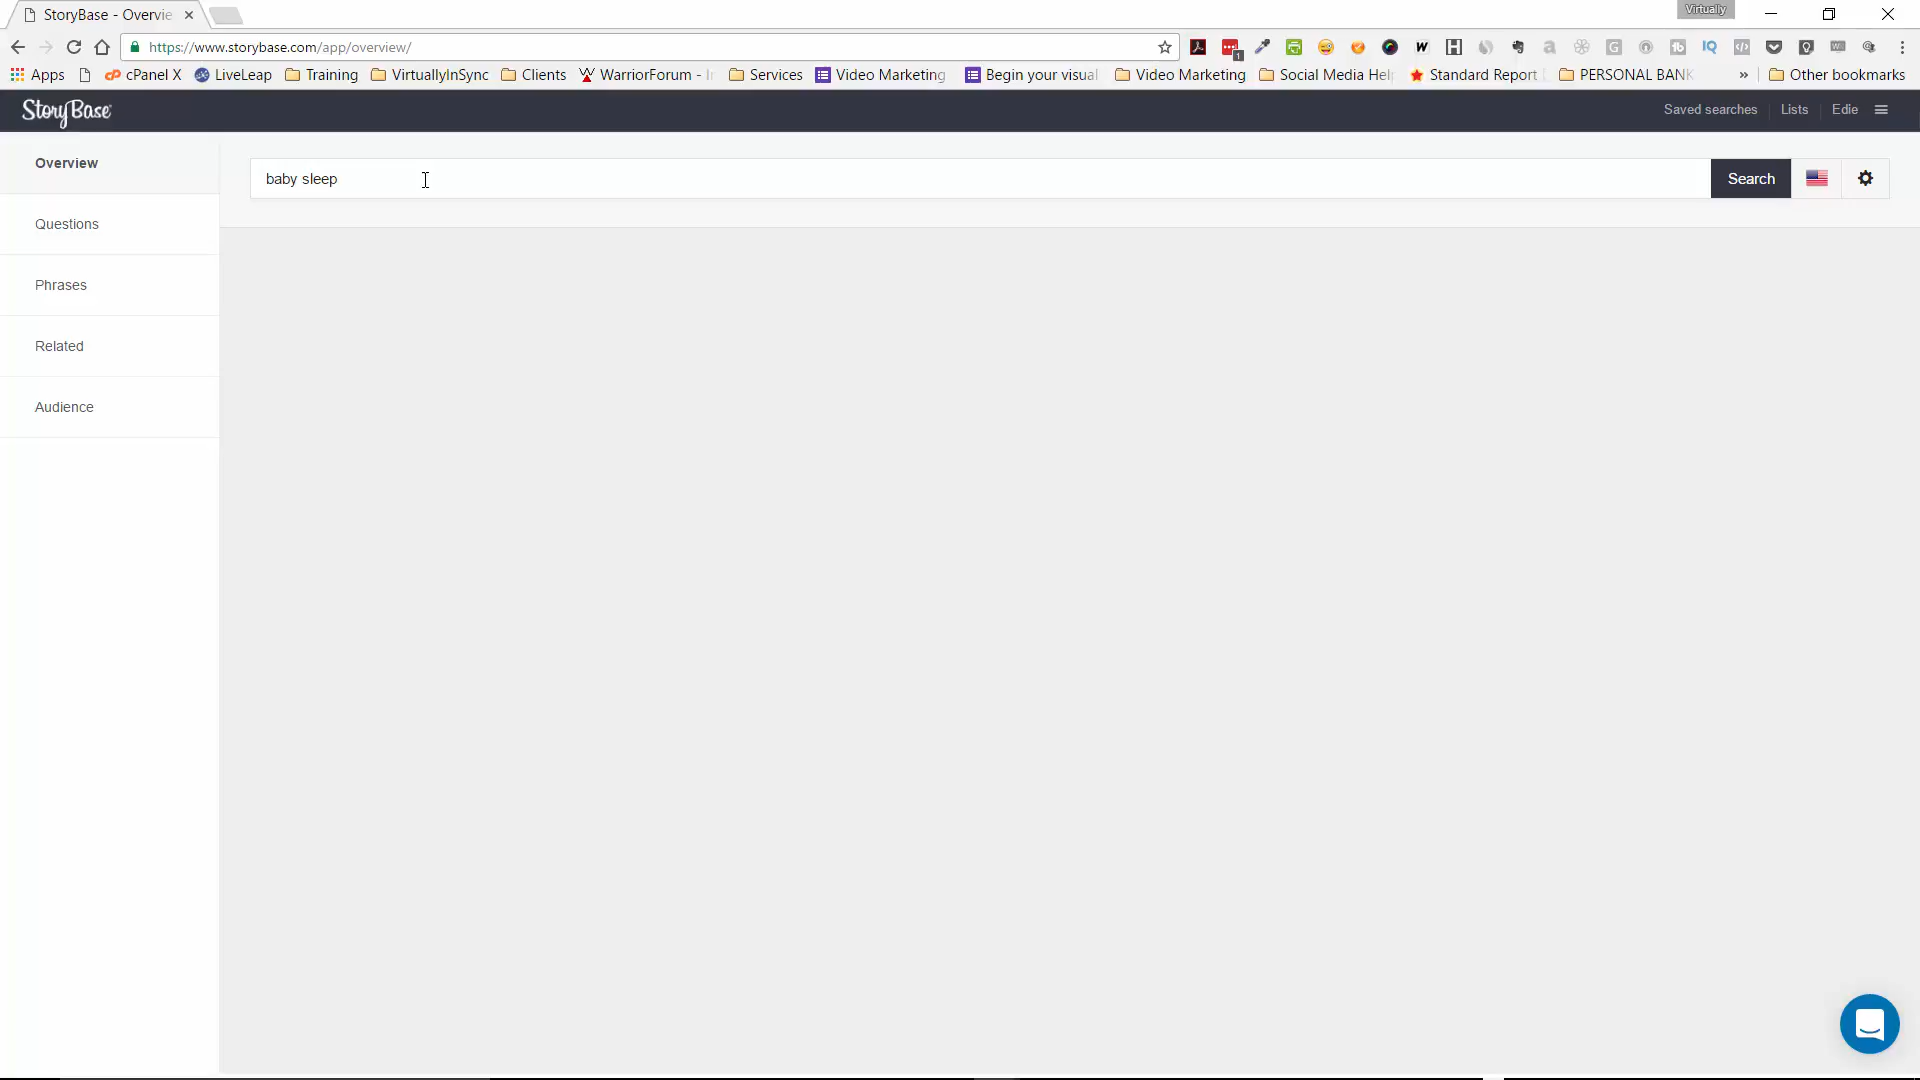 StoryBase - Overvie
Virtually
https://www.storybase.com/app/overview/
1
Apps
cPanel X
LiveLeap
Training
VirtuallyInSync
Clients
WarriorForum - I
Services
Video Marketing
Begin your visual
Video Marketing
Social Media Hel
Standard Report
PERSONAL BANK
Other bookmarks
StoryBase
Saved searches
Lists
Edie
Overview
baby sleep
Search
Questions
Phrases
Related
Audience